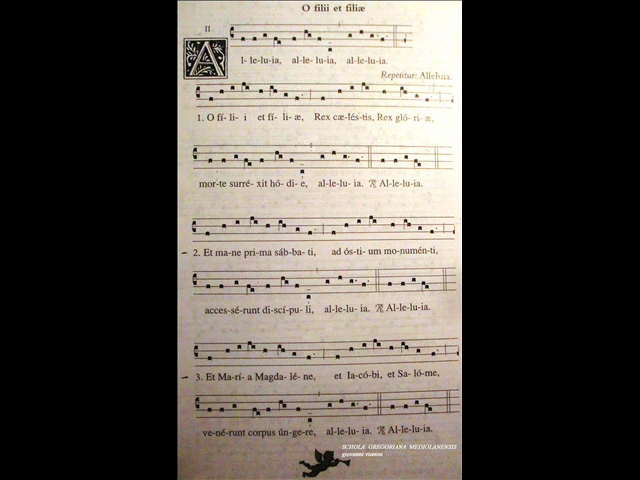 O filii et filiæ
II
A
l- le-lu-ia, al-le- lu-ia, al-le-lu-ia.
Repetitur: Alleluia.
1. O fí- li- i et fí- li- æ, Rex cæ-lés-tis, Rex gló- ri- æ,
mor-te surré- xit hó- di- e, al-le-lu- ia. ℟ Al-le-lu-ia.
2. Et ma-ne pri-ma sáb-ba- ti, ad ós-ti- um mo-numén-ti,
acces-sé-runt di-scí-pu- li, al-le-lu- ia. ℟ Al-le-lu-ia.
3. Et Ma-rí- a Magda- lé- ne, et Ia-có-bi, et Sa- ló-me,
ve-né-runt corpus ún-ge-re, al-le-lu- ia. ℟ Al-le-lu-ia.
SCHOLA GREGORIANA MEDIOLANENSIS
giovanni vianini